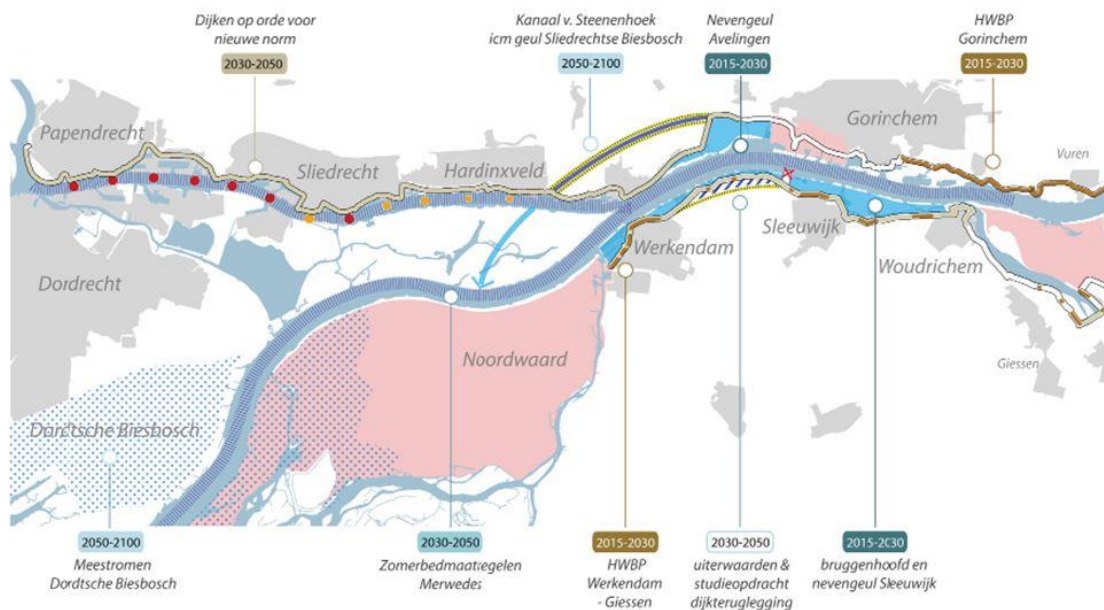 Dijken op orde voor
nieuwe norm
2030-2050
Kanaal v. Steenenhoek
icm geul Sliedrechtse Biesbosch
2050-2100
Nevengeul
Avelingen
2015-2030
HWBP
Gorinchem
2015-2030
Papendrecht
Sliedrecht
Hardinxveld
Gorinchem
Vuren
Dordrecht
Werkendam
Sleeuwijk
Woudrichem
Noordwaard
Giessen
Dordtsche Biesbosch
2050-2100
Meestromen
Dordtsche Biesbosch
2030-2050
Zomerbedmaatregelen
Merwedes
2015-2030
HWBP
Werkendam
- Giessen
2030-2050
uiterwaarden &
studieopdracht
dijkteruglegging
2015-2030
bruggenhoofd en
nevengeul Sleeuwijk